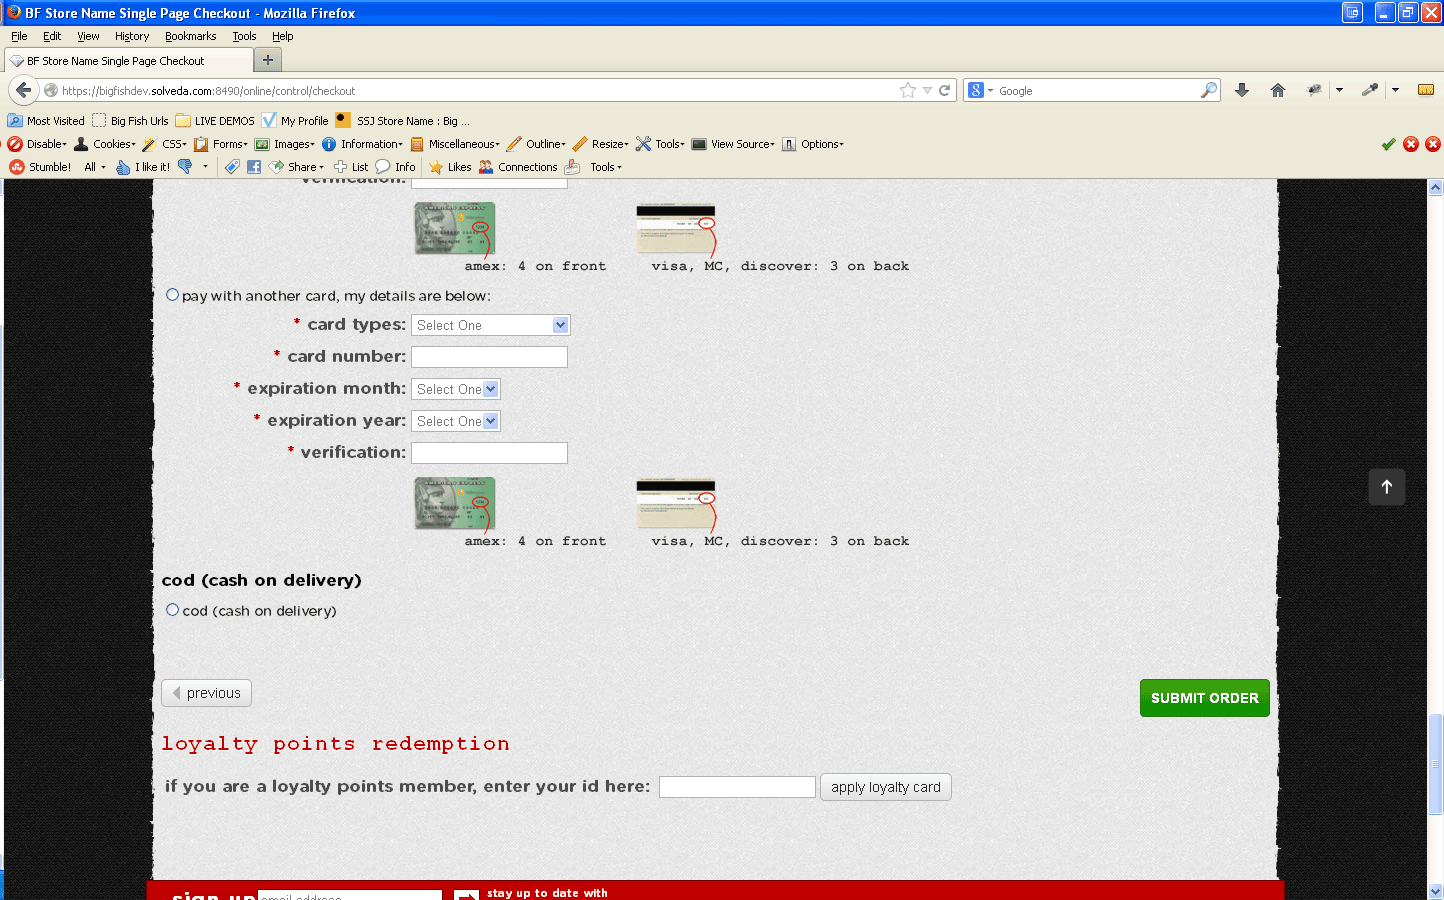 BF Store Name Single Page Checkout - Mozilla Firefox
File Edit View History Bookmarks Tools Help
BF Store Name Single Page Checkout +
https://bigfishdev.solveda.com:8490/online/control/checkout Google
Most Visited Big Fish Urls LIVE DEMOS My Profile SSJ Store Name : Big ...
Disable Cookies CSS Forms Images Information Miscellaneous Outline Resize Tools View Source Options
Stumble! All I like it! Share List Info Likes Connections Tools
verification:
amex: 4 on front visa, MC, discover: 3 on back
pay with another card, my details are below:
* card types: Select One
* card number:
* expiration month: Select One
* expiration year: Select One
* verification:
AMERICAN EXPRESS
amex: 4 on front visa, MC, discover: 3 on back
cod (cash on delivery)
cod (cash on delivery)
previous SUBMIT ORDER
loyalty points redemption
if you are a loyalty points member, enter your id here: apply loyalty card
sign up email address stay up to date with